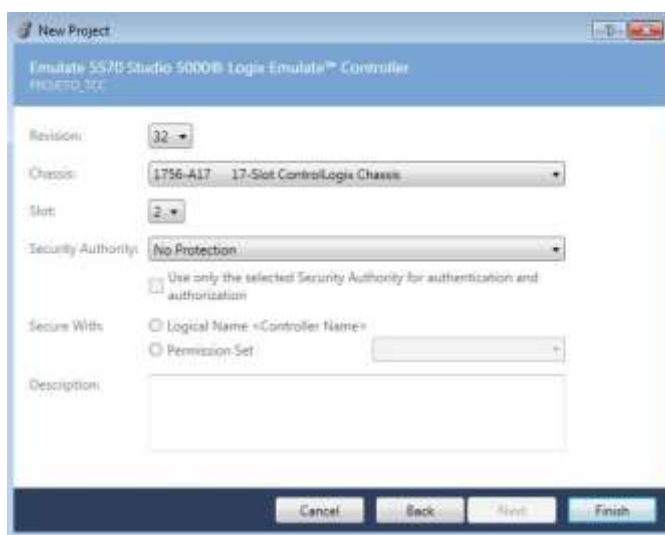 New Project
Emulate 5570 Studio 5000® Logix Emulate™ Controller
PROJETO_TCC
Revision:
32
Chassis:
1756-A17 17-Slot ControlLogix Chassis
Slot:
2
Security Authority:
No Protection
Use only the selected Security Authority for authentication and
authorization
Secure With:
Logical Name <Controller Name>
Permission Set
Description:
Cancel
Back
Next
Finish